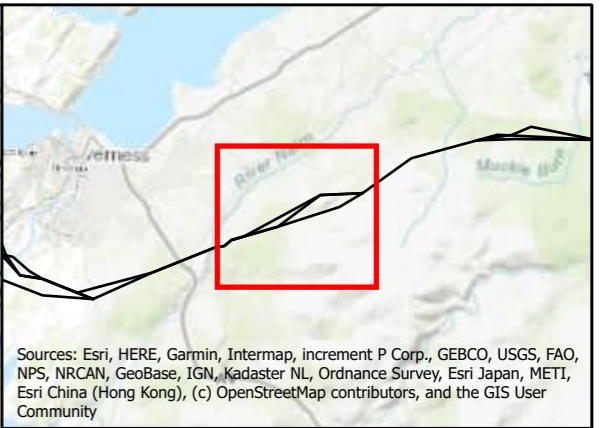 verness
River Nairn
Muckle Burn
Sources: Esri, HERE, Garmin, Intermap, increment P Corp., GEBCO, USGS, FAO,
NPS, NRCAN, GeoBase, IGN, Kadaster NL, Ordnance Survey, Esri Japan, METI,
Esri China (Hong Kong), (c) OpenStreetMap contributors, and the GIS User
Community